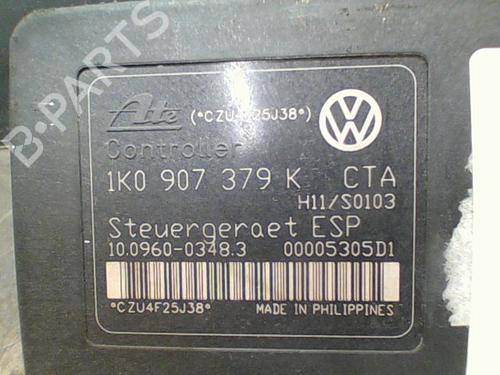 B-PARTS
Ate (*CZU4F25J38*)
Controller
1K0 907 379 K CTA
H11/S0103
Steuergeraet ESP
10.0960-0348.3 00005305D1
*CZU4F25J38* MADE IN PHILIPPINES